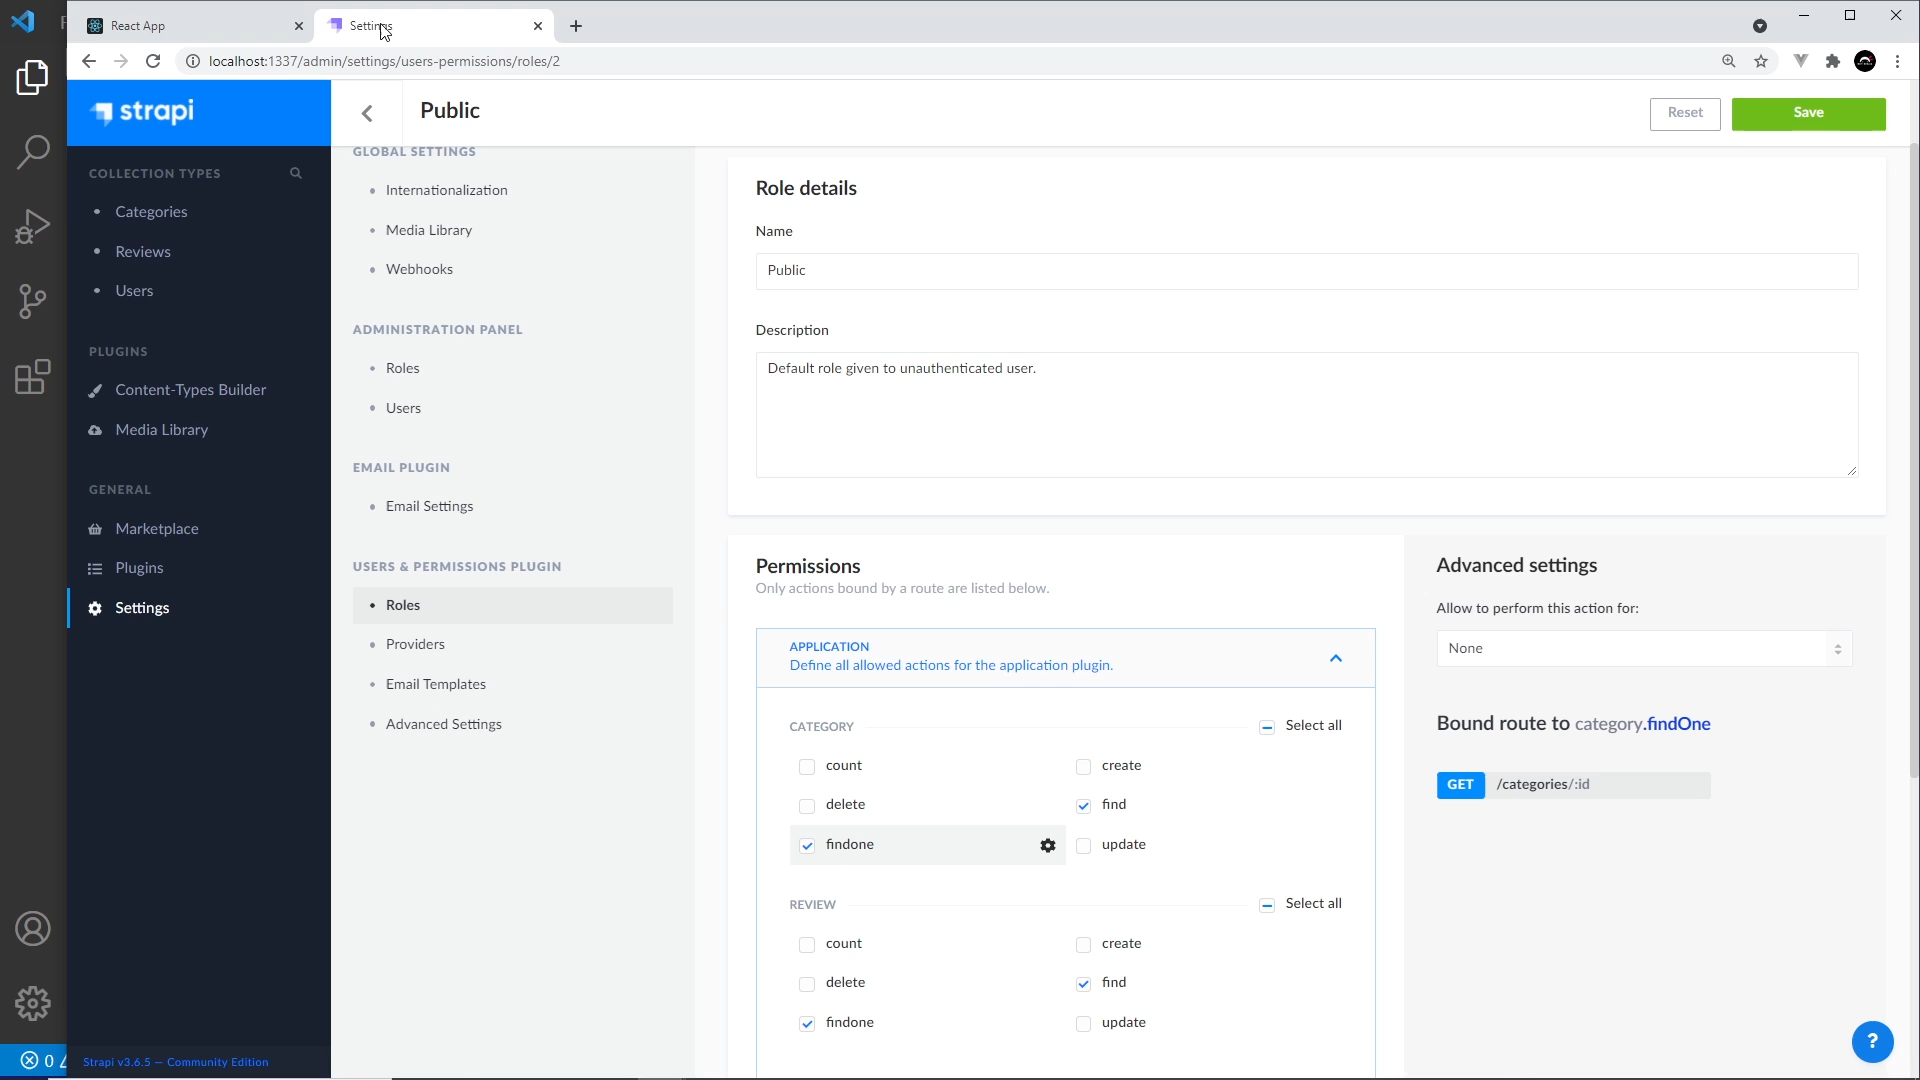 React App
Settings
localhost:1337/admin/settings/users-permissions/roles/2
strapi
Public
Reset
Save
COLLECTION TYPES
Categories
Reviews
Users
PLUGINS
Content-Types Builder
Media Library
GENERAL
Marketplace
Plugins
Settings
Strapi v3.6.5 — Community Edition
0
GLOBAL SETTINGS
Internationalization
Media Library
Webhooks
ADMINISTRATION PANEL
Roles
Users
EMAIL PLUGIN
Email Settings
USERS & PERMISSIONS PLUGIN
Roles
Providers
Email Templates
Advanced Settings
Role details
Name
Public
Description
Default role given to unauthenticated user.
Permissions
Only actions bound by a route are listed below.
APPLICATION
Define all allowed actions for the application plugin.
CATEGORY
Select all
count
create
delete
find
findone
update
REVIEW
Select all
count
create
delete
find
findone
update
Advanced settings
Allow to perform this action for:
None
Bound route to category.findOne
GET /categories/:id
?